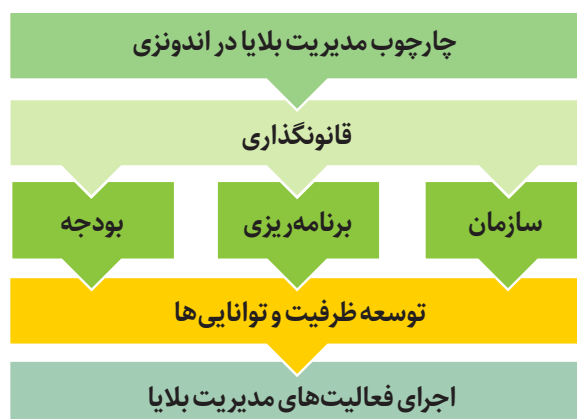 چارچوب مدیریت بلایا در اندونزی
قانونگذاری
سازمان
برنامه‌ریزی
بودجه
توسعه ظرفیت و توانایی‌ها
اجرای فعالیت‌های مدیریت بلایا